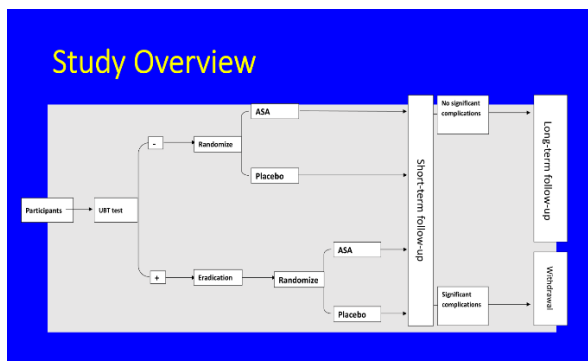 Study Overview
ASA
No significant
complications
-
Randomize
Placebo
Participants
UBT test
Short-term follow-up
Long-term follow-up
ASA
+
Eradication
Randomize
Placebo
Significant
complications
Withdrawal